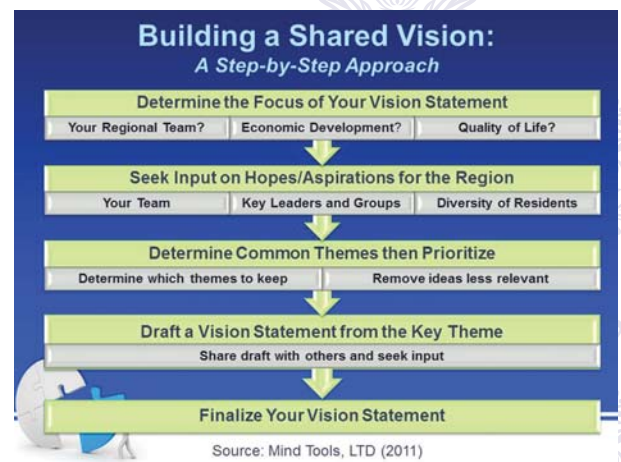 Building a Shared Vision:
A Step-by-Step Approach
Determine the Focus of Your Vision Statement
Your Regional Team? Economic Development? Quality of Life?
Seek Input on Hopes/Aspirations for the Region
Your Team Key Leaders and Groups Diversity of Residents
Determine Common Themes then Prioritize
Determine which themes to keep Remove ideas less relevant
Draft a Vision Statement from the Key Theme
Share draft with others and seek input
Finalize Your Vision Statement
Source: Mind Tools, LTD (2011)